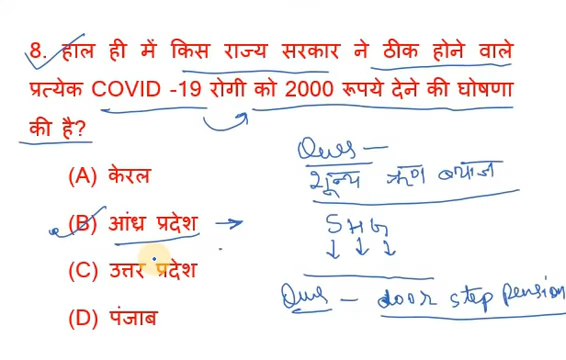 8. हाल ही में किस राज्य सरकार ने ठीक होने वाले
प्रत्येक COVID -19 रोगी को 2000 रूपये देने की घोषणा
की है?
Ques -
(A) केरल
शून्य ऋण ब्याज
(B) आंध्र प्रदेश
SHG
(C) उत्तर प्रदेश
Ques - door step pension
(D) पंजाब